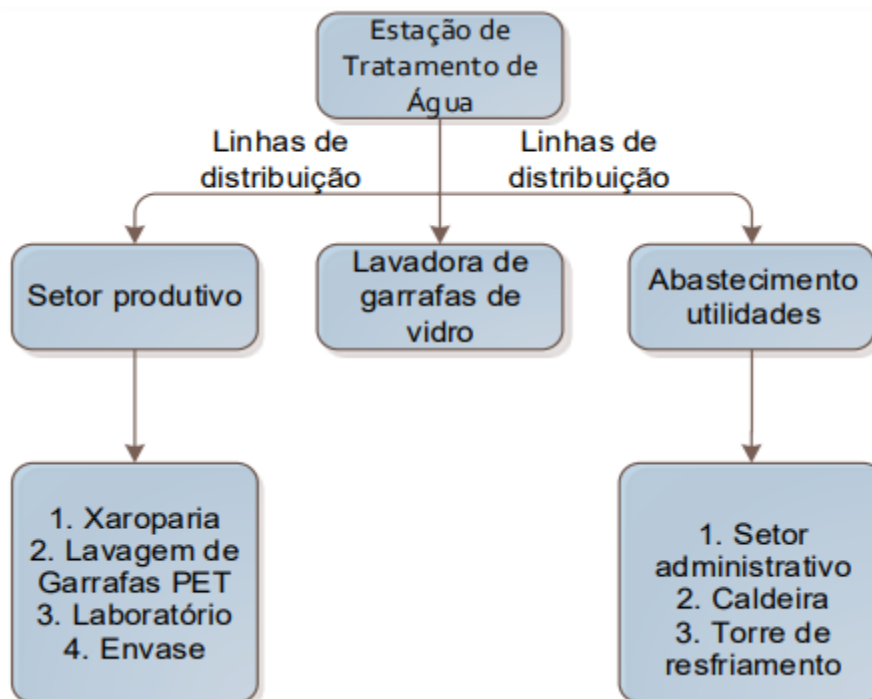 Estação de
Tratamento de
Água
Linhas de
distribuição
Linhas de
distribuição
Setor produtivo
Lavadora de
garrafas de
vidro
Abastecimento
utilidades
1. Xaroparia
2. Lavagem de
Garrafas PET
3. Laboratório
4. Envase
1. Setor
administrativo
2. Caldeira
3. Torre de
resfriamento